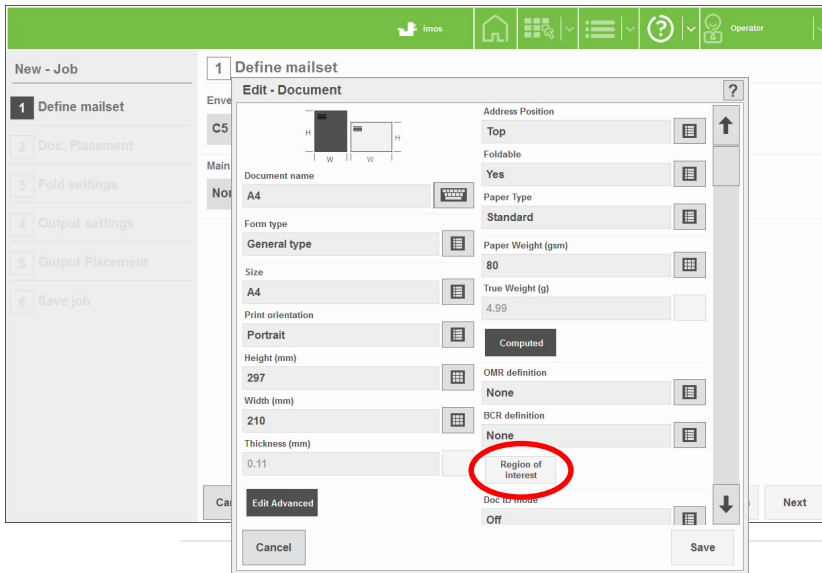 imos
Operator
New - Job
1 Define mailset
2 Doc. Placement
3 Fold settings
4 Output settings
5 Output Placement
6 Save job
1 Define mailset
Enve
C5
Main
Nor
Ca
Next
Edit - Document
?
H
H
W
W
Document name
A4
Form type
General type
Size
A4
Print orientation
Portrait
Height (mm)
297
Width (mm)
210
Thickness (mm)
0.11
Edit Advanced
Address Position
Top
Foldable
Yes
Paper Type
Standard
Paper Weight (gsm)
80
True Weight (g)
4.99
Computed
OMR definition
None
BCR definition
None
Region of
interest
Doc ID mode
Off
Cancel
Save